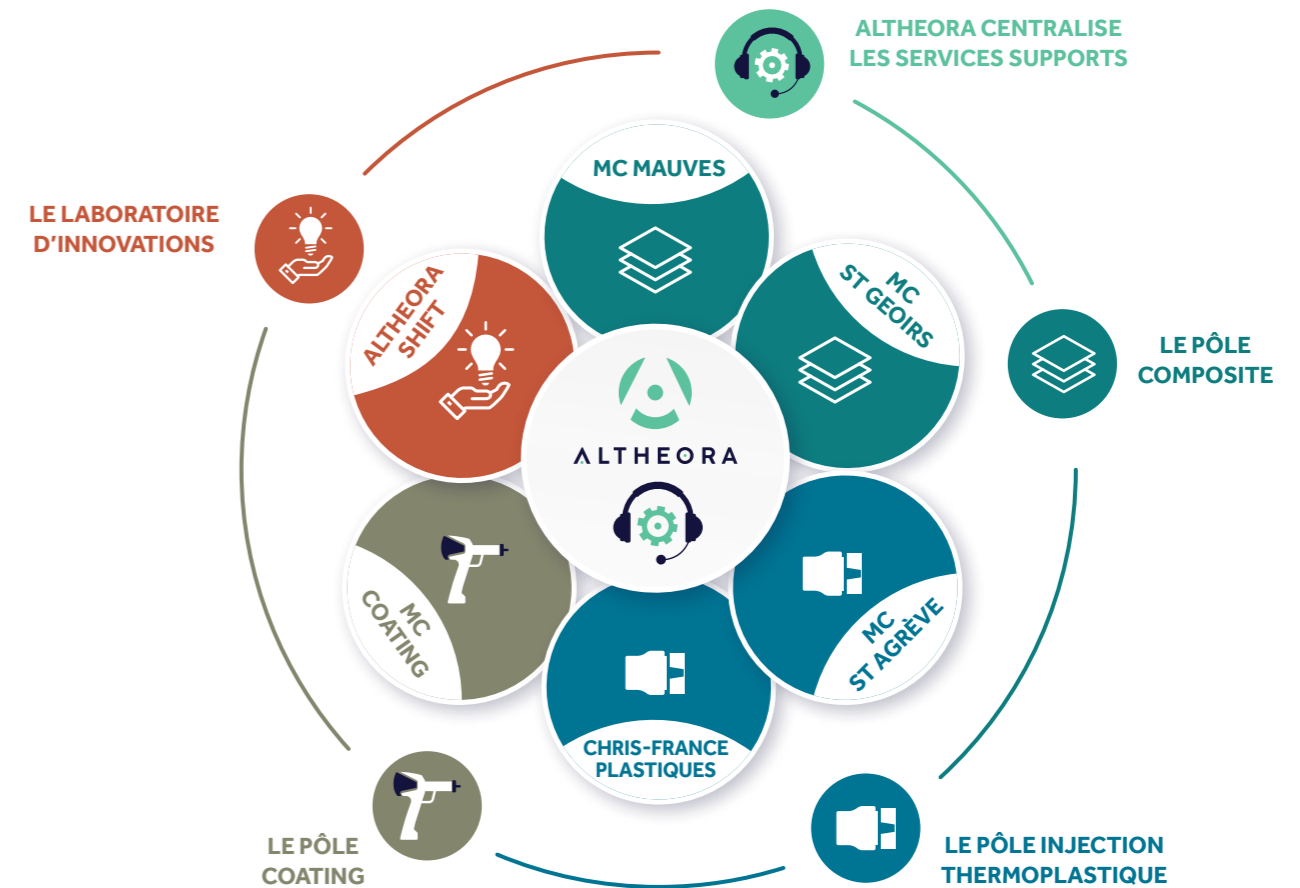 ALTHEORA CENTRALISE
LES SERVICES SUPPORTS
MC MAUVES
LE LABORATOIRE
D'INNOVATIONS
ALTHEORA
SHIFT
MC
ST GEOIRS
LE PÔLE
COMPOSITE
ALTHEORA
MC
COATING
MC
ST AGRÈVE
CHRIS-FRANCE
PLASTIQUES
LE PÔLE
COATING
LE PÔLE INJECTION
THERMOPLASTIQUE